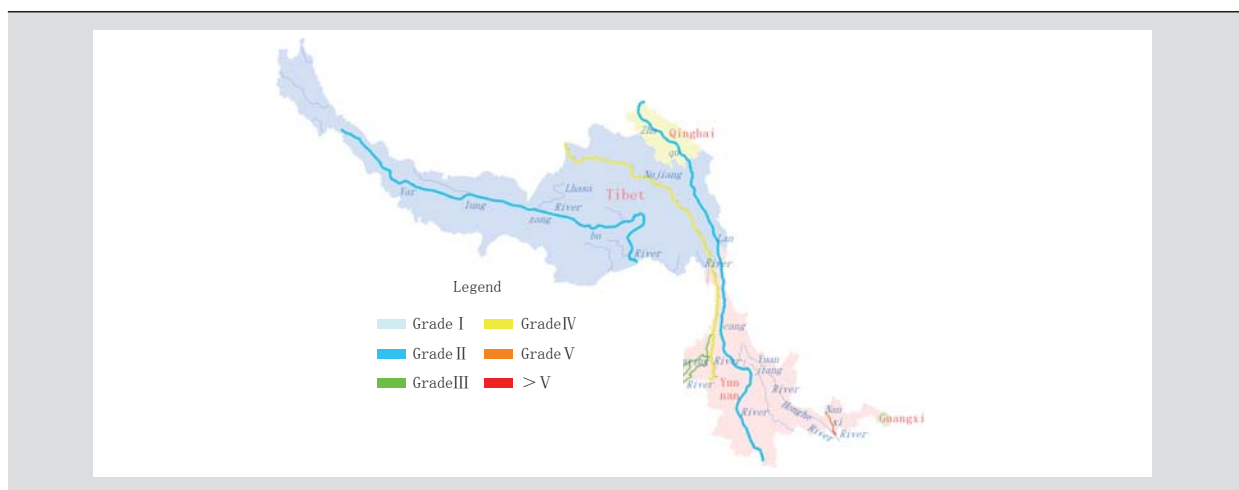 Zha
qu
Qinghai
Nujiang
Lhasa
River
Tibet
Yar
lung
zang
bu
River
Lan
River
cang
River
River
River
Yun
nan
Yuan
jiang
River
Honghe
River
Nan
xi
River
Guangxi
Legend
Grade Ⅰ
GradeⅣ
Grade Ⅱ
Grade Ⅴ
GradeⅢ
＞Ⅴ